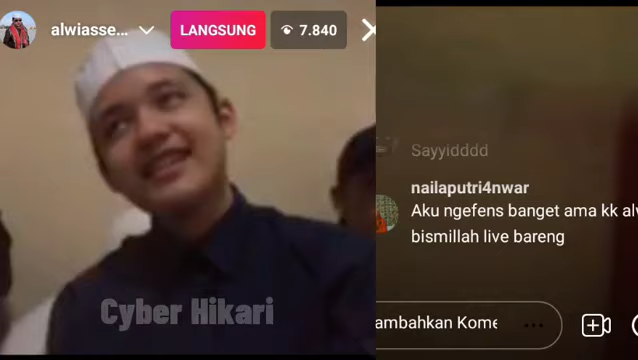 alwiasse...
LANGSUNG
7.840
Sayyidddd
nailaputri4nwar
Aku ngefens banget ama kk alv
bismillah live bareng
Cyber Hikari
ambahkan Kome
...